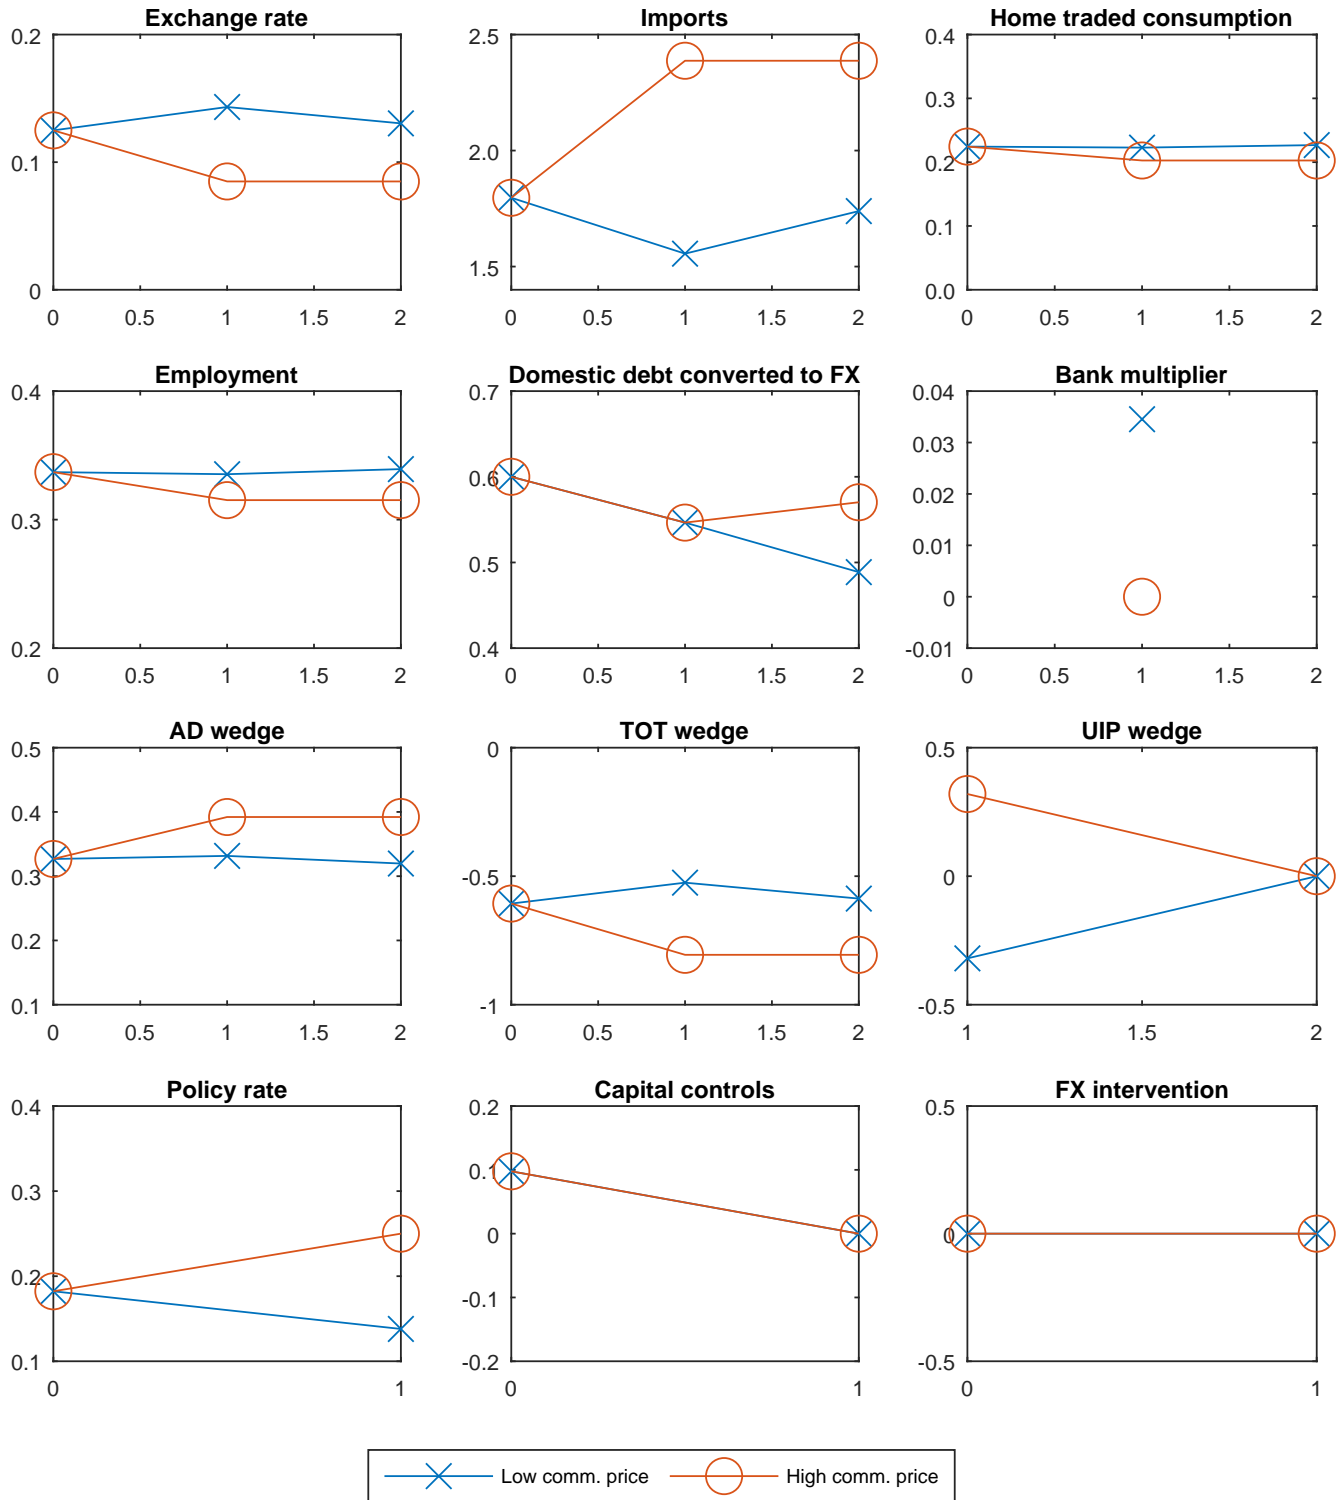 Exchange rate
0.2
0.1
0
0 0.5 1 1.5 2
Imports
2.5
2.0
1.5
0 0.5 1 1.5 2
Home traded consumption
0.4
0.3
0.2
0.1
0.0
0 0.5 1 1.5 2
Employment
0.4
0.3
0.2
0 0.5 1 1.5 2
Domestic debt converted to FX
0.7
0.6
0.5
0.4
0 0.5 1 1.5 2
Bank multiplier
0.04
0.03
0.02
0.01
0
-0.01
0 0.5 1 1.5 2
AD wedge
0.5
0.4
0.3
0.2
0.1
0 0.5 1 1.5 2
TOT wedge
0
-0.5
-1
0 0.5 1 1.5 2
UIP wedge
0.5
0
-0.5
1 1.5 2
Policy rate
0.4
0.3
0.2
0.1
0 1
Capital controls
0.2
0.1
0
-0.1
-0.2
0 1
FX intervention
0.5
0
-0.5
0 1
Low comm. price High comm. price